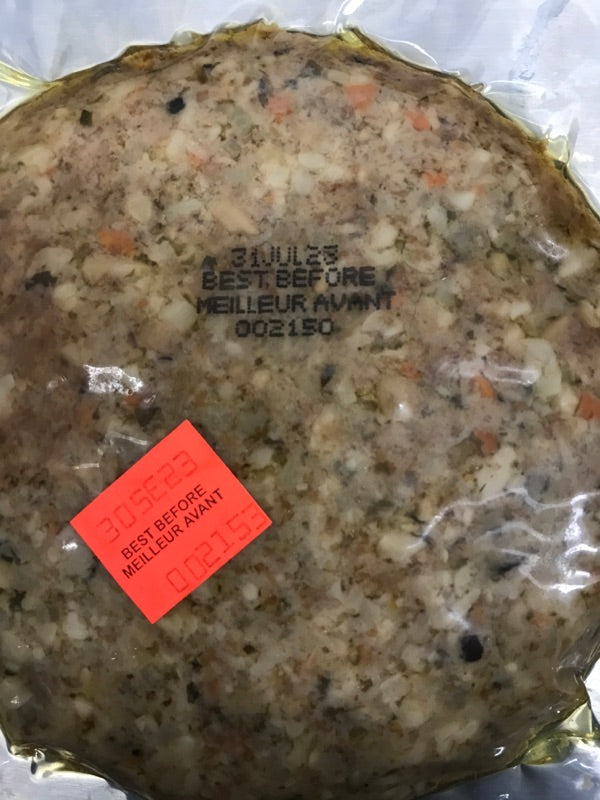 31JUL23
BEST BEFORE
MEILLEUR AVANT
002150
30SE23
BEST BEFORE
MEILLEUR AVANT
002153